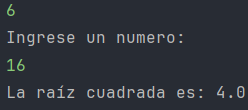 6
Ingrese un numero:
16
La raíz cuadrada es: 4.0